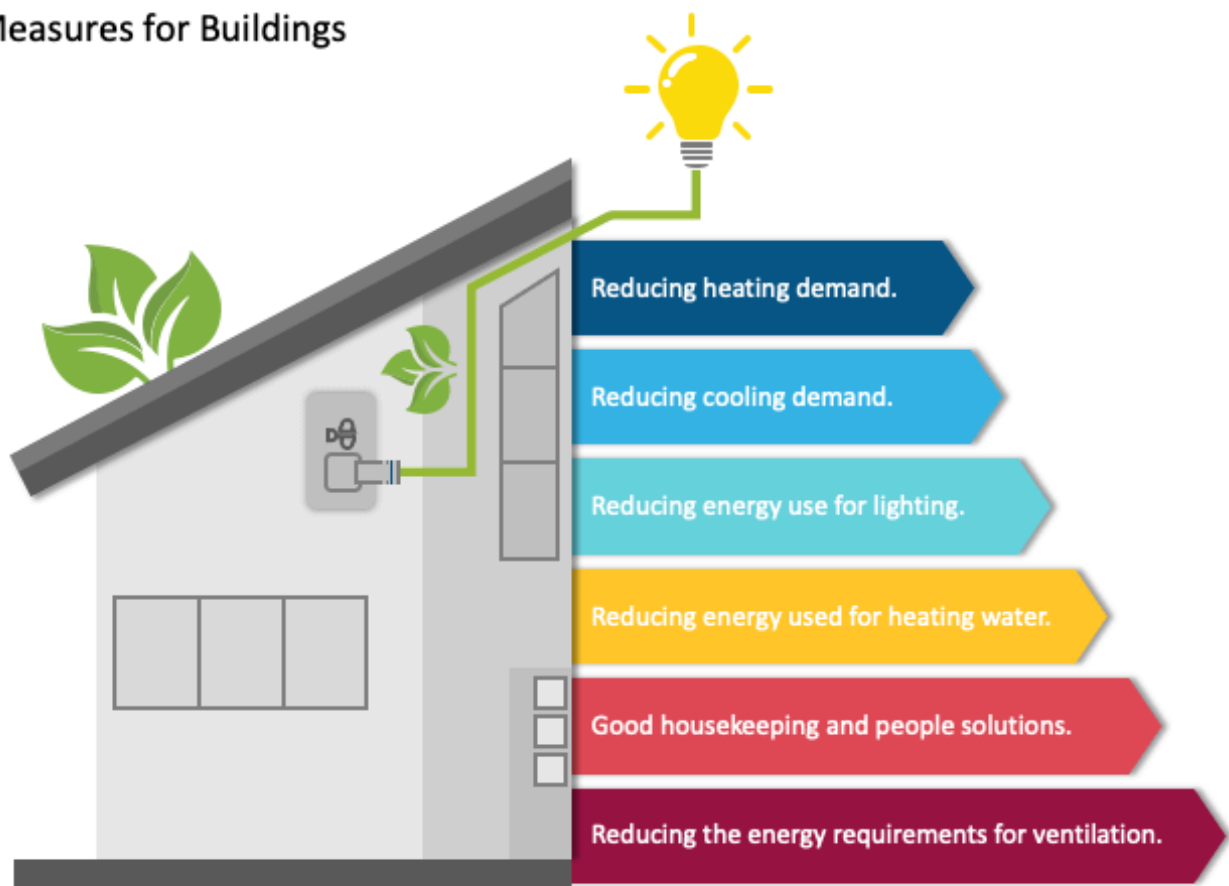 Measures for Buildings
Reducing heating demand.
Reducing cooling demand.
Reducing energy use for lighting.
Reducing energy used for heating water.
Good housekeeping and people solutions.
Reducing the energy requirements for ventilation.